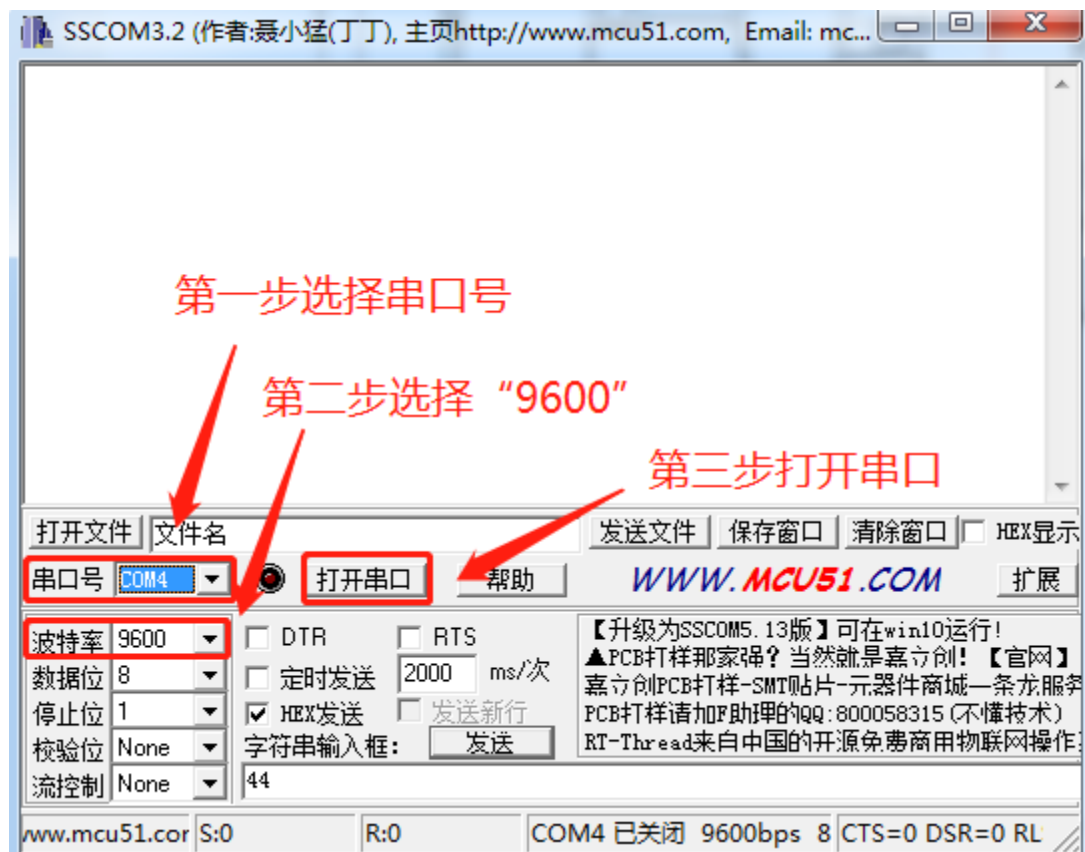 SSCOM3.2 (作者:聂小猛(丁丁), 主页http://www.mcu51.com,  Email: mc...
第一步选择串口号
第二步选择“9600”
第三步打开串口
打开文件 文件名 发送文件 保存窗口 清除窗口 HEX显示
串口号 COM4 打开串口 帮助 WWW.MCU51.COM 扩展
波特率 9600 DTR RTS
数据位 8 定时发送 2000 ms/次
停止位 1 HEX发送 发送新行
校验位 None 字符串输入框: 发送
流控制 None 44
【升级为SSCOM5.13版】可在win10运行!
▲PCB打样那家强? 当然就是嘉立创! 【官网】
嘉立创PCB打样-SMT贴片-元器件商城—条龙服务
PCB打样请加F助理的QQ:800058315(不懂技术)
RT-Thread来自中国的开源免费商用物联网操作
www.mcu51.cor S:0 R:0 COM4 已关闭 9600bps 8 CTS=0 DSR=0 RL